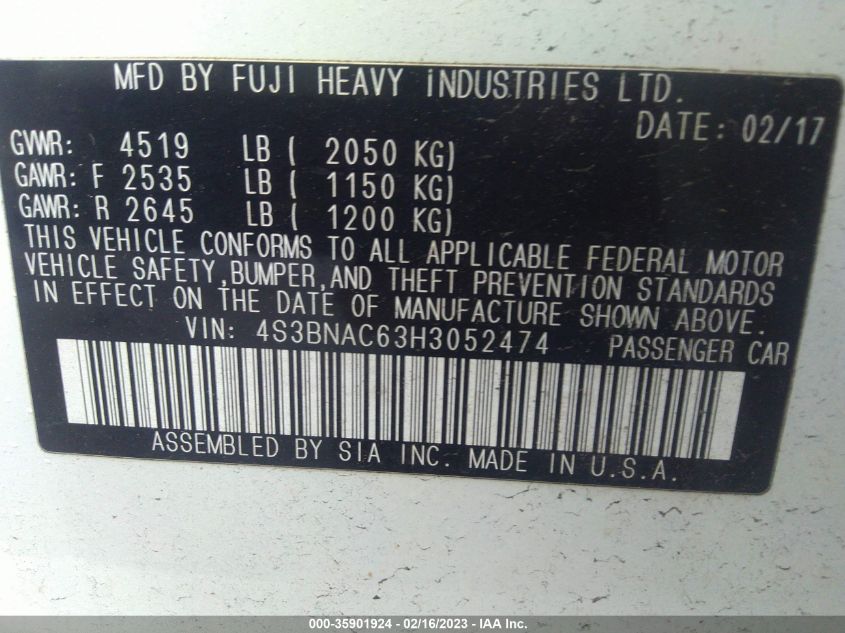 MFD BY FUJI HEAVY INDUSTRIES LTD.
DATE: 02/17
GVWR: 4519 LB ( 2050 KG)
GAWR: F 2535 LB ( 1150 KG)
GAWR: R 2645 LB ( 1200 KG)
THIS VEHICLE CONFORMS TO ALL APPLICABLE FEDERAL MOTOR
VEHICLE SAFETY,BUMPER,AND THEFT PREVENTION STANDARDS
IN EFFECT ON THE DATE OF MANUFACTURE SHOWN ABOVE.
VIN: 4S3BNAC63H3052474 PASSENGER CAR
ASSEMBLED BY SIA INC. MADE IN U.S.A.
000-35901924 - 02/16/2023 - IAA Inc.